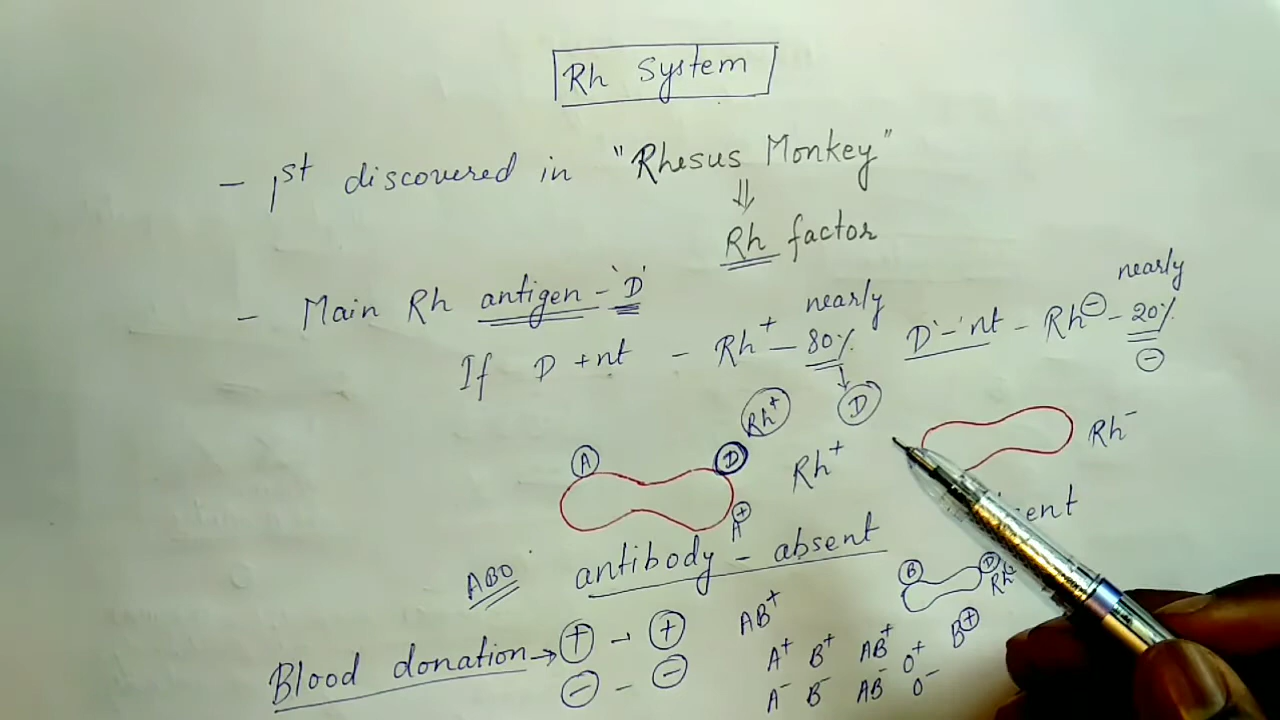 Rh System
- 1st discovered in "Rhesus Monkey"
⇓
Rh factor
- Main Rh antigen - 'D'
nearly nearly
If D +nt - Rh+ - 80% D '-'nt - Rh⊖ - 20%
⊖
D
Rh+
A D Rh+ Rh-
A⊕
antibody - absent
ABO
B D Rh
Blood donation → ⊕ - ⊕ AB+
⊖ - ⊖
A+ B+ AB+ O+ B⊕
A- B- AB- O-